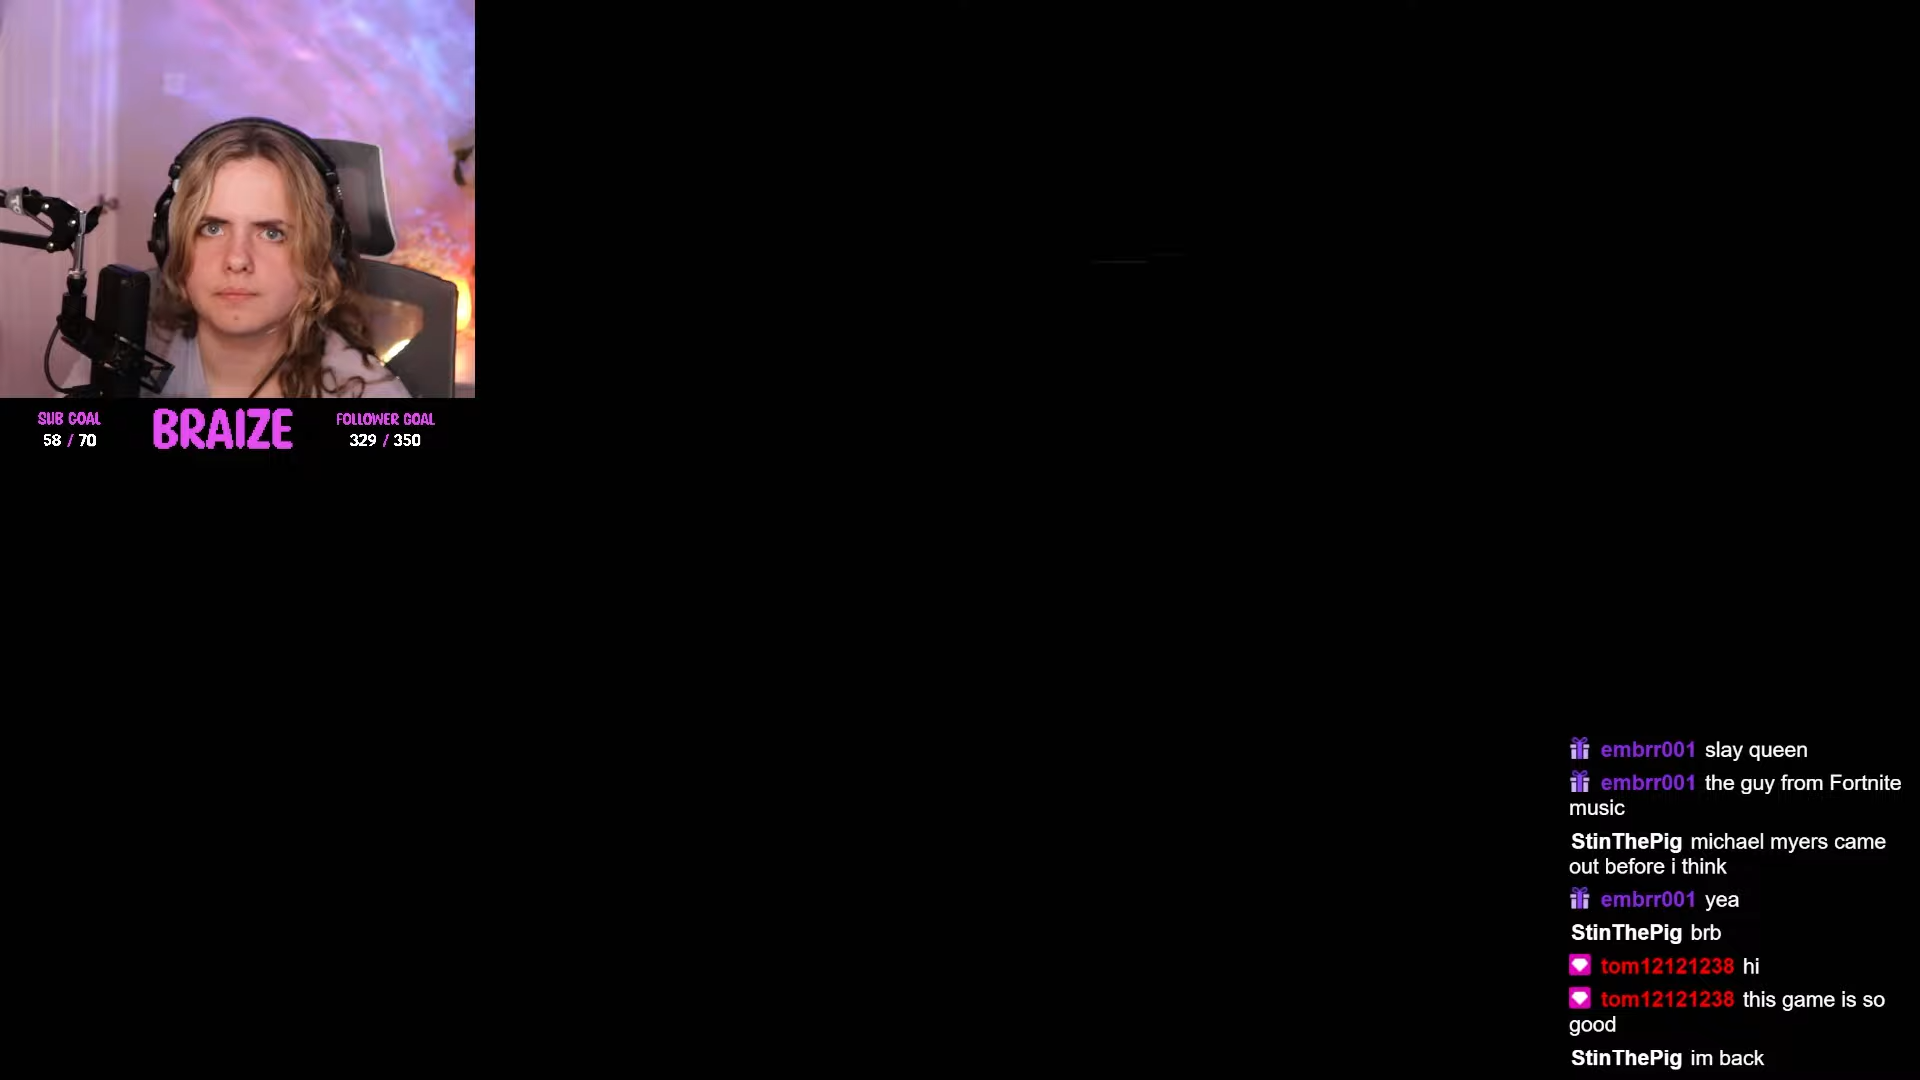 SUB GOAL
58 / 70
BRAIZE
FOLLOWER GOAL
329 / 350
embrr001 slay queen
embrr001 the guy from Fortnite
music
StinThePig michael myers came
out before i think
embrr001 yea
StinThePig brb
tom12121238 hi
tom12121238 this game is so
good
StinThePig im back